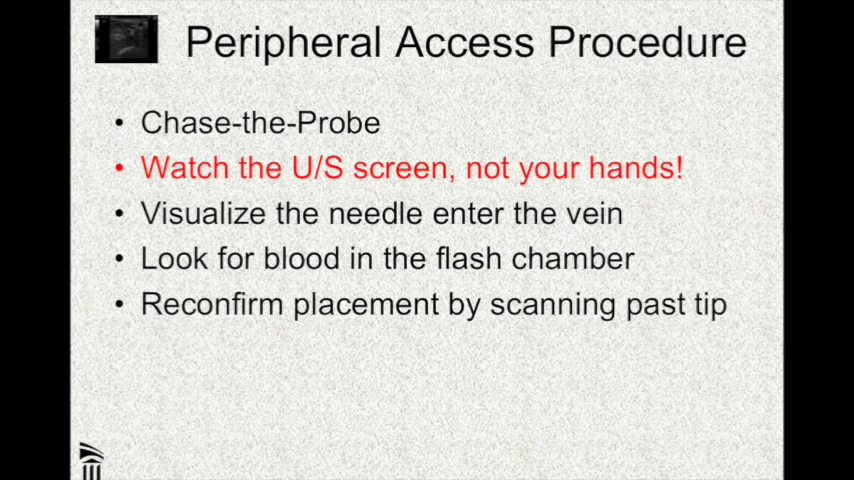 Peripheral Access Procedure
• Chase-the-Probe
• Watch the U/S screen, not your hands!
• Visualize the needle enter the vein
• Look for blood in the flash chamber
• Reconfirm placement by scanning past tip